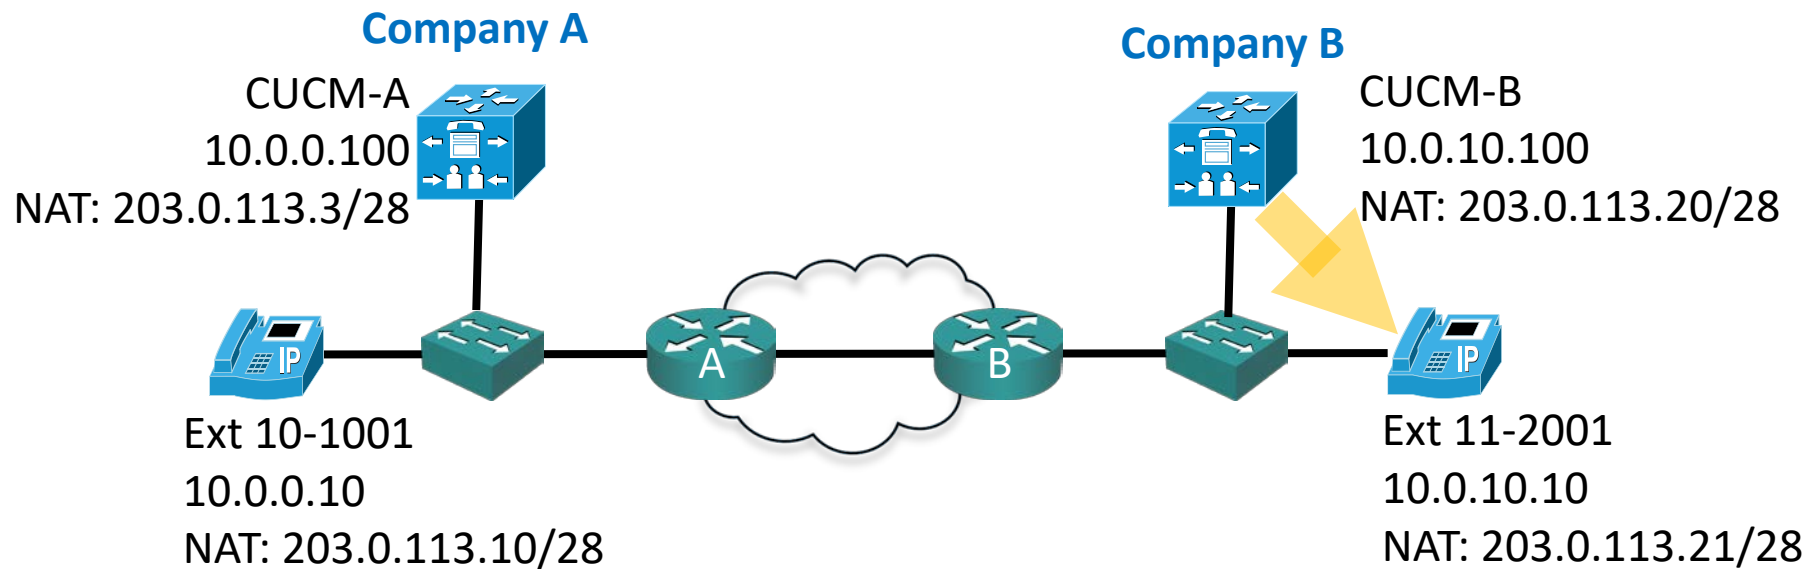 Company A
CUCM-A
10.0.0.100
NAT: 203.0.113.3/28
Company B
CUCM-B
10.0.10.100
NAT: 203.0.113.20/28
IP
A
B
IP
Ext 10-1001
10.0.0.10
NAT: 203.0.113.10/28
Ext 11-2001
10.0.10.10
NAT: 203.0.113.21/28